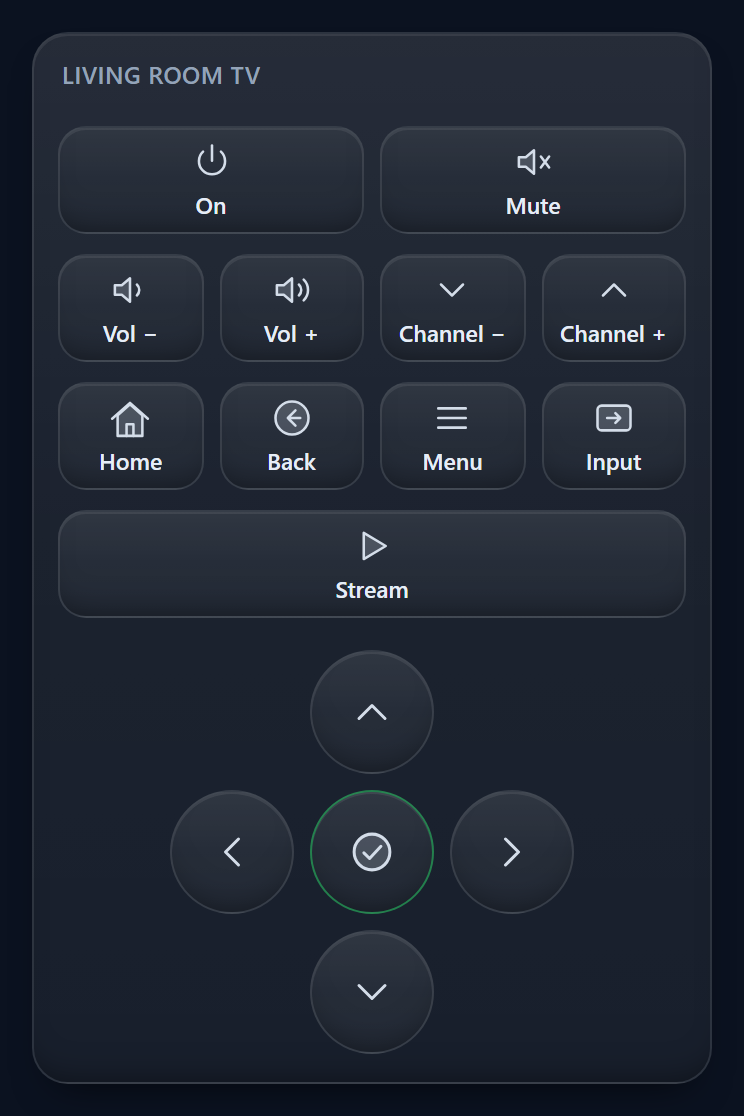 LIVING ROOM TV
On
Mute
Vol −
Vol +
Channel −
Channel +
Home
Back
Menu
Input
Stream